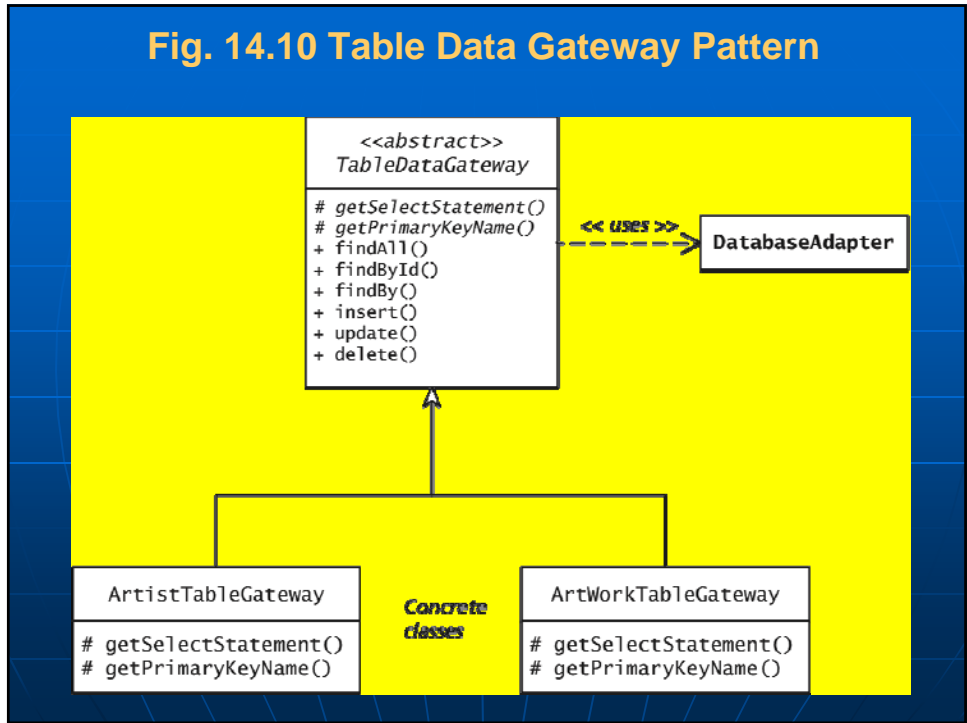 Fig. 14.10 Table Data Gateway Pattern
<<abstract>>
TableDataGateway
# getSelectStatement()
# getPrimaryKeyName()
+ findAll()
+ findById()
+ findBy()
+ insert()
+ update()
+ delete()
<< uses >>
DatabaseAdapter
ArtistTableGateway
# getSelectStatement()
# getPrimaryKeyName()
Concrete
classes
ArtWorkTableGateway
# getSelectStatement()
# getPrimaryKeyName()